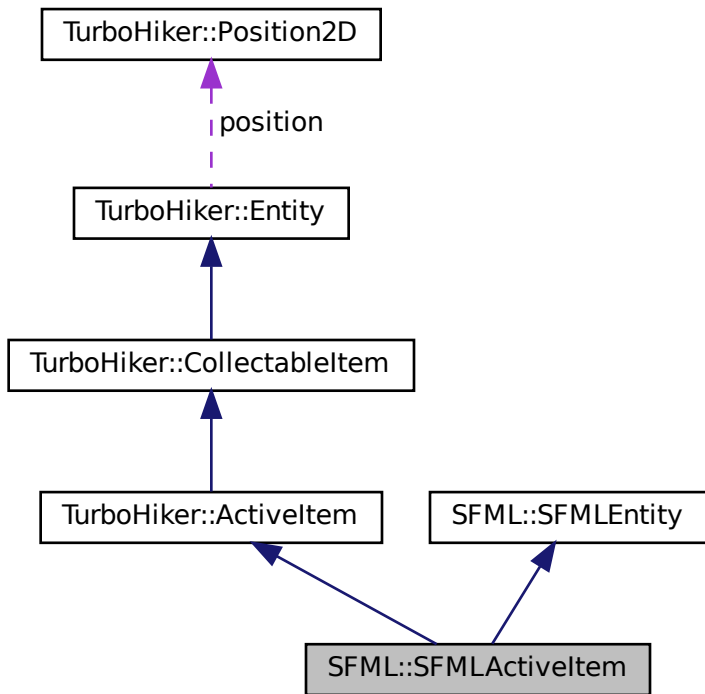 TurboHiker::Position2D
position
TurboHiker::Entity
TurboHiker::CollectableItem
TurboHiker::ActiveItem
SFML::SFMLEntity
SFML::SFMLActiveItem